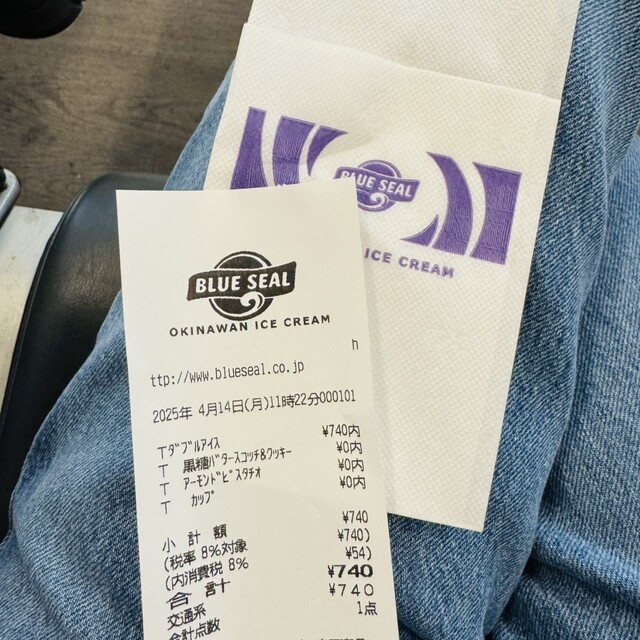 BLUE SEAL
ICE CREAM
BLUE SEAL
OKINAWAN ICE CREAM
h
ttp://www.blueseal.co.jp
2025年 4月14日(月)11時22分000101
Tダブルアイス ¥740内
T 黒糖バタースコッチ&クッキー ¥0内
T アーモンドピスタチオ ¥0内
T カップ ¥0内
小 計 額 ¥740
(税率 8%対象 ¥740)
(内)消費税 8% ¥54)
合 計 ¥740
交通系 ¥740
合計点数 1点